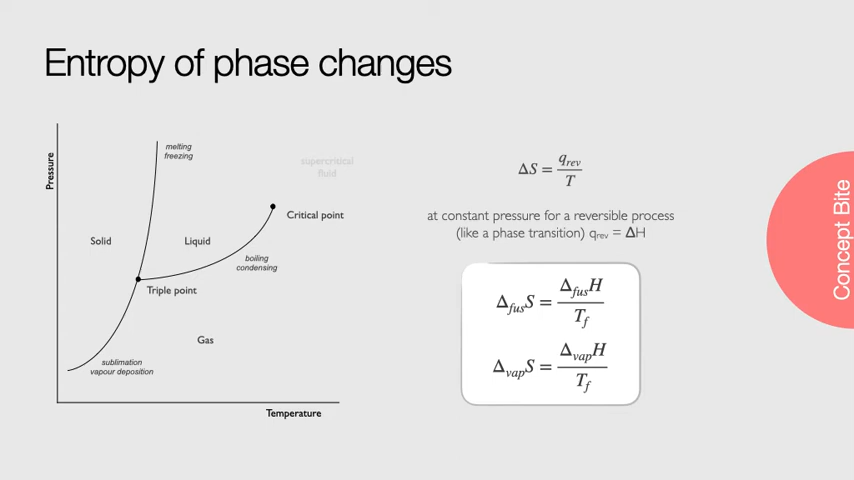 Entropy of phase changes
Pressure
melting
freezing
supercritical
fluid
Critical point
Solid
Liquid
boiling
condensing
Triple point
Gas
sublimation
vapour deposition
Temperature
ΔS = q_rev / T
at constant pressure for a reversible process
(like a phase transition) q_rev = ΔH
Δ_fus S = Δ_fus H / T_f
Δ_vap S = Δ_vap H / T_f
Concept Bite